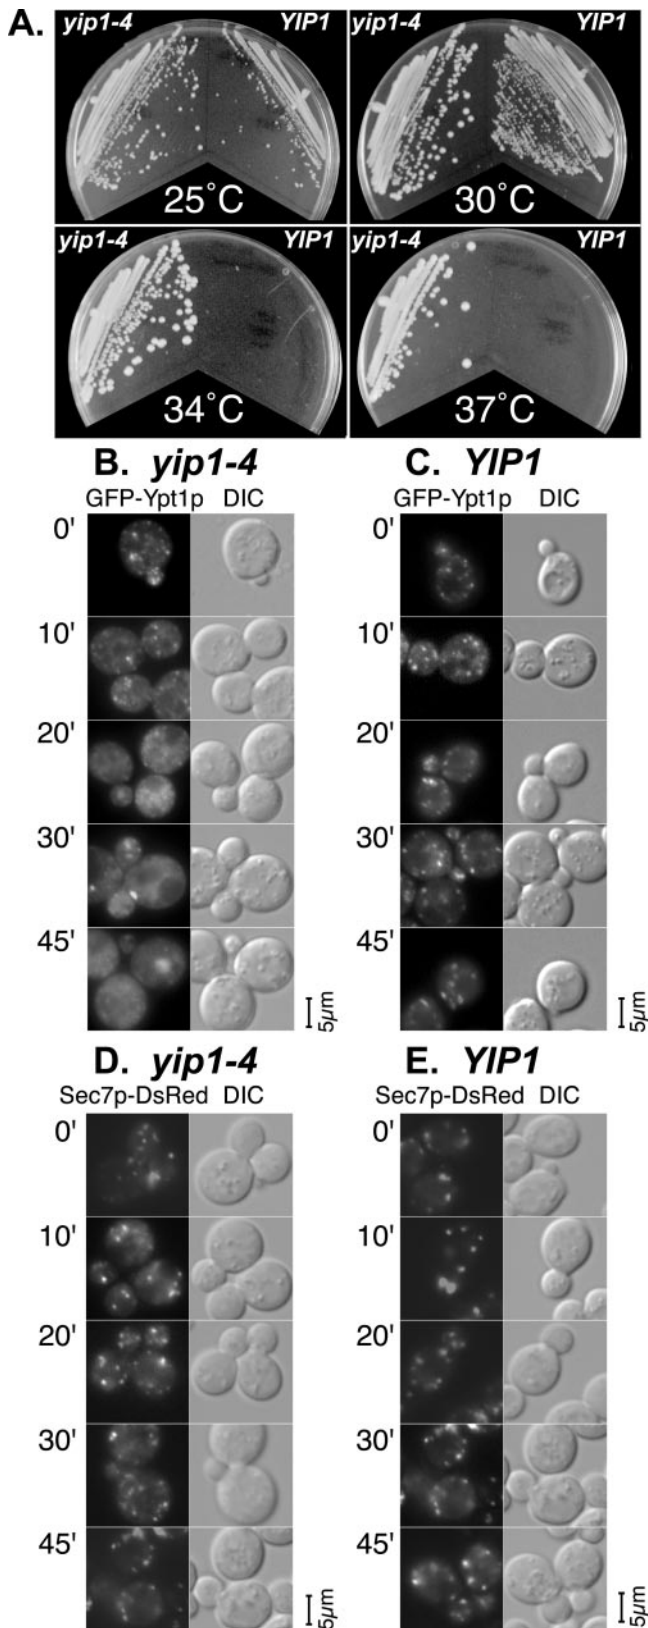 A.
yip1-4 YIP1 yip1-4 YIP1
25°C 30°C
yip1-4 YIP1 yip1-4 YIP1
34°C 37°C
B. yip1-4 C. YIP1
GFP-Ypt1p DIC GFP-Ypt1p DIC
0' 0'
10' 10'
20' 20'
30' 30'
45' 45'
5µm 5µm
D. yip1-4 E. YIP1
Sec7p-DsRed DIC Sec7p-DsRed DIC
0' 0'
10' 10'
20' 20'
30' 30'
45' 45'
5µm 5µm